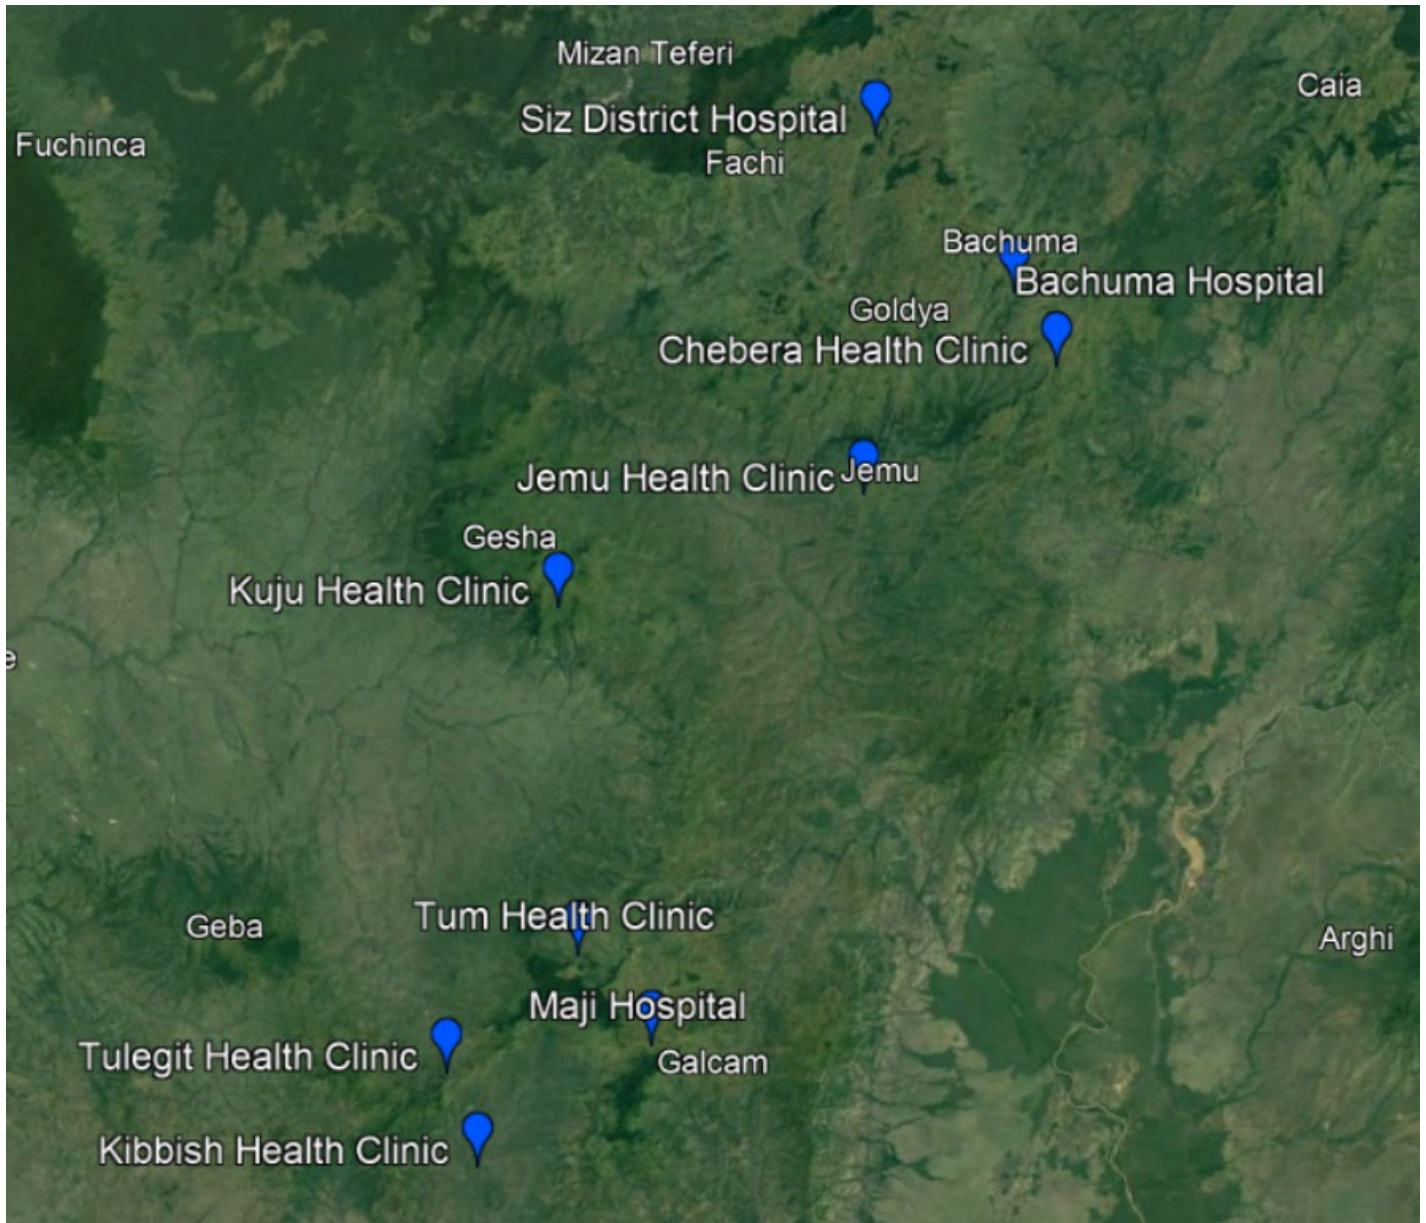 Mizan Teferi
Caia
Siz District Hospital
Fuchinca
Fachi
Bachuma
Bachuma Hospital
Goldya
Chebera Health Clinic
Jemu Health Clinic
Jemu
Gesha
Kuju Health Clinic
e
Tum Health Clinic
Geba
Arghi
Maji Hospital
Tulegit Health Clinic
Galcam
Kibbish Health Clinic